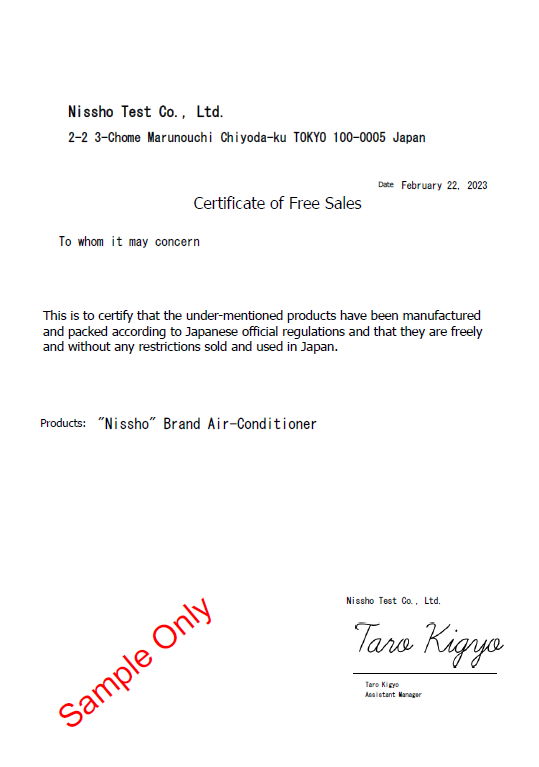 Nissho Test Co., Ltd.
2-2 3-Chome Marunouchi Chiyoda-ku TOKYO 100-0005 Japan
Date February 22, 2023
Certificate of Free Sales
To whom it may concern
This is to certify that the under-mentioned products have been manufactured
and packed according to Japanese official regulations and that they are freely
and without any restrictions sold and used in Japan.
Products: "Nissho" Brand Air-Conditioner
Sample Only
Nissho Test Co., Ltd.
Taro Kigyo
Taro Kigyo
Assistant Manager